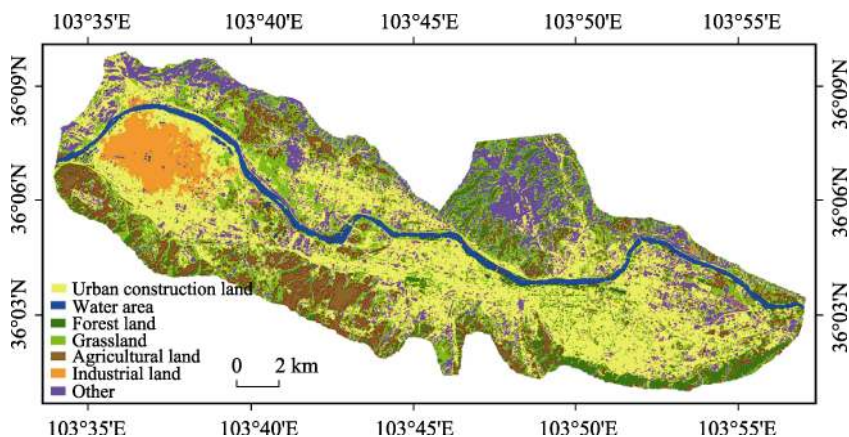 103°35'E 103°40'E 103°45'E 103°50'E 103°55'E
36°09'N 36°09'N
36°06'N 36°06'N
36°03'N 36°03'N
Urban construction land
Water area
Forest land
Grassland
Agricultural land
Industrial land
Other
0 2 km
103°35'E 103°40'E 103°45'E 103°50'E 103°55'E